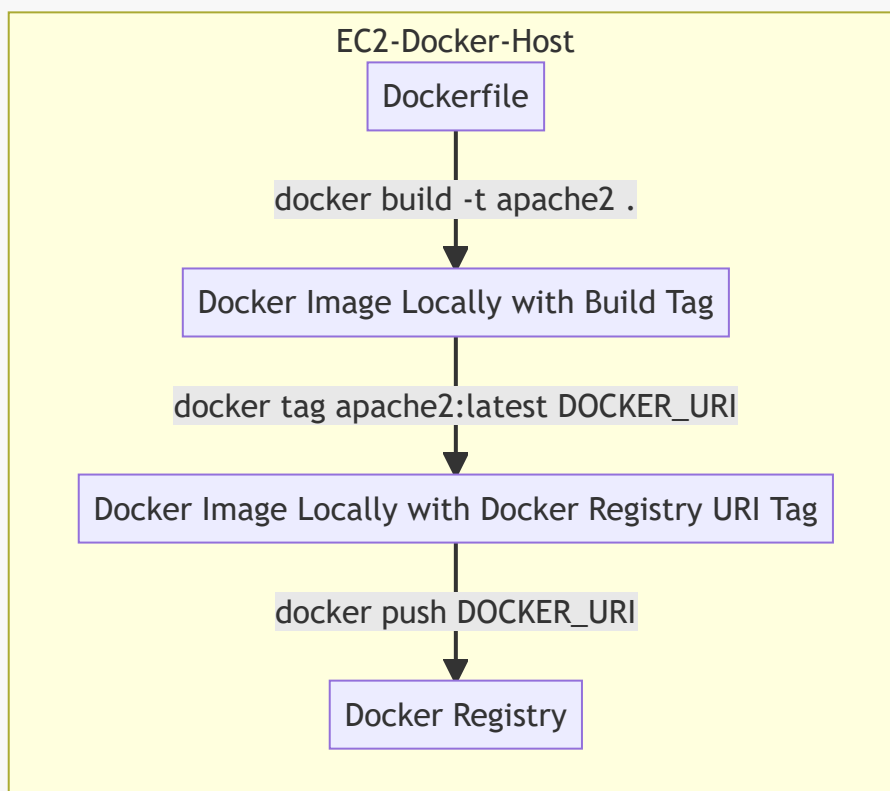 EC2-Docker-Host
Dockerfile
docker build -t apache2 .
Docker Image Locally with Build Tag
docker tag apache2:latest DOCKER_URI
Docker Image Locally with Docker Registry URI Tag
docker push DOCKER_URI
Docker Registry